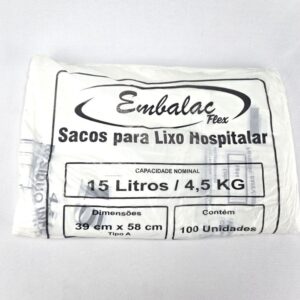 Embalac
Flex
Sacos para Lixo Hospitalar
CAPACIDADE NOMINAL
15 Litros / 4,5 KG
Dimensões
39 cm x 58 cm
Tipo A
Contém
100 Unidades